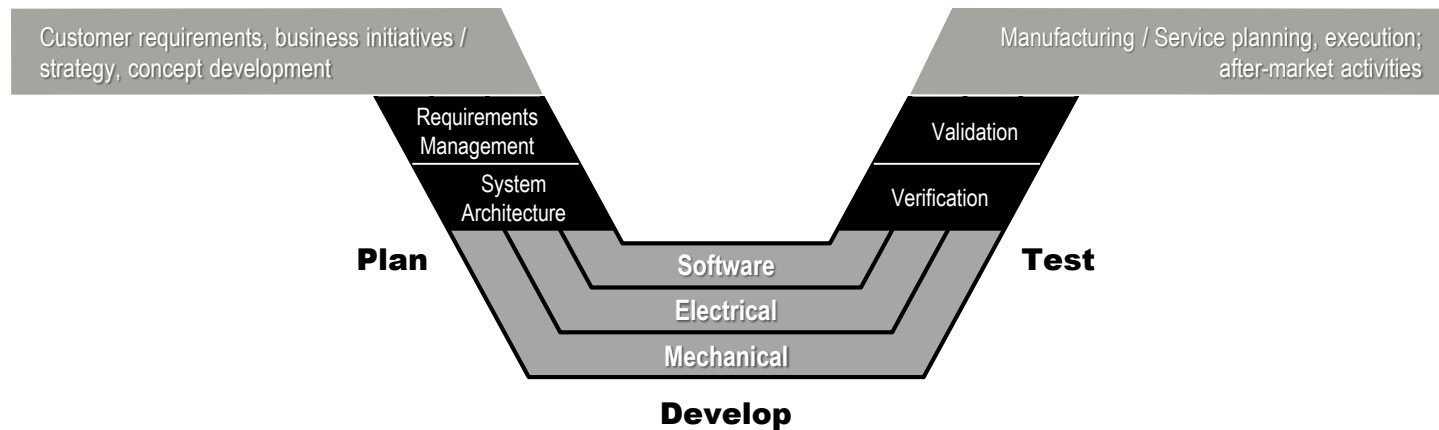 Customer requirements, business initiatives /
strategy, concept development
Manufacturing / Service planning, execution;
after-market activities
Requirements
Management
Validation
System
Architecture
Verification
Plan
Test
Software
Electrical
Mechanical
Develop